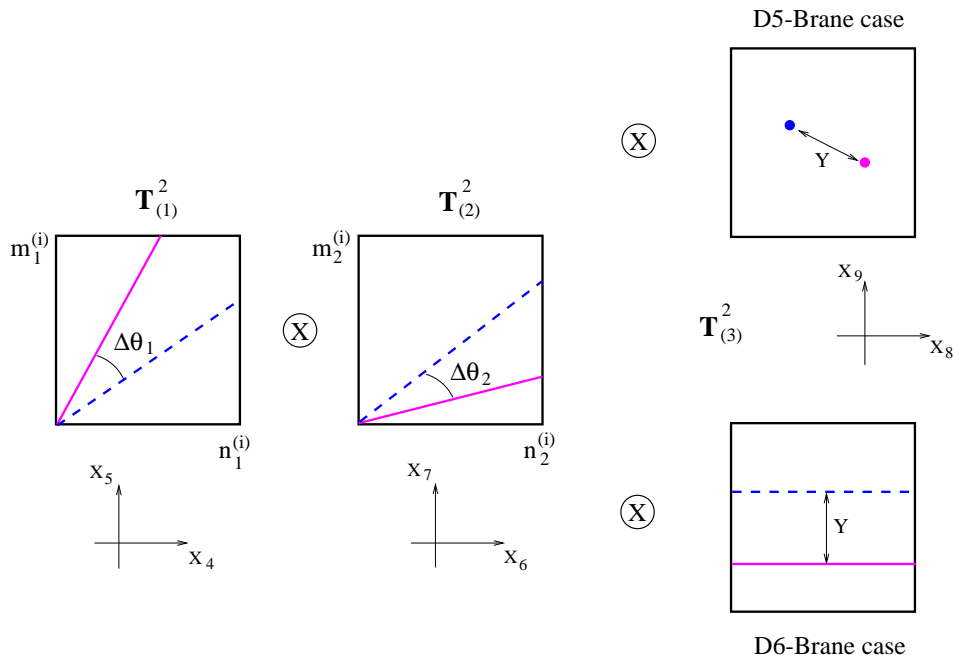 D5-Brane case
X
Y
T²₍₁₎
T²₍₂₎
m₁⁽ⁱ⁾
m₂⁽ⁱ⁾
X₉
Δθ₁
X
Δθ₂
T²₍₃₎
X₈
n₁⁽ⁱ⁾
n₂⁽ⁱ⁾
X₅
X₇
X
Y
X₄
X₆
D6-Brane case